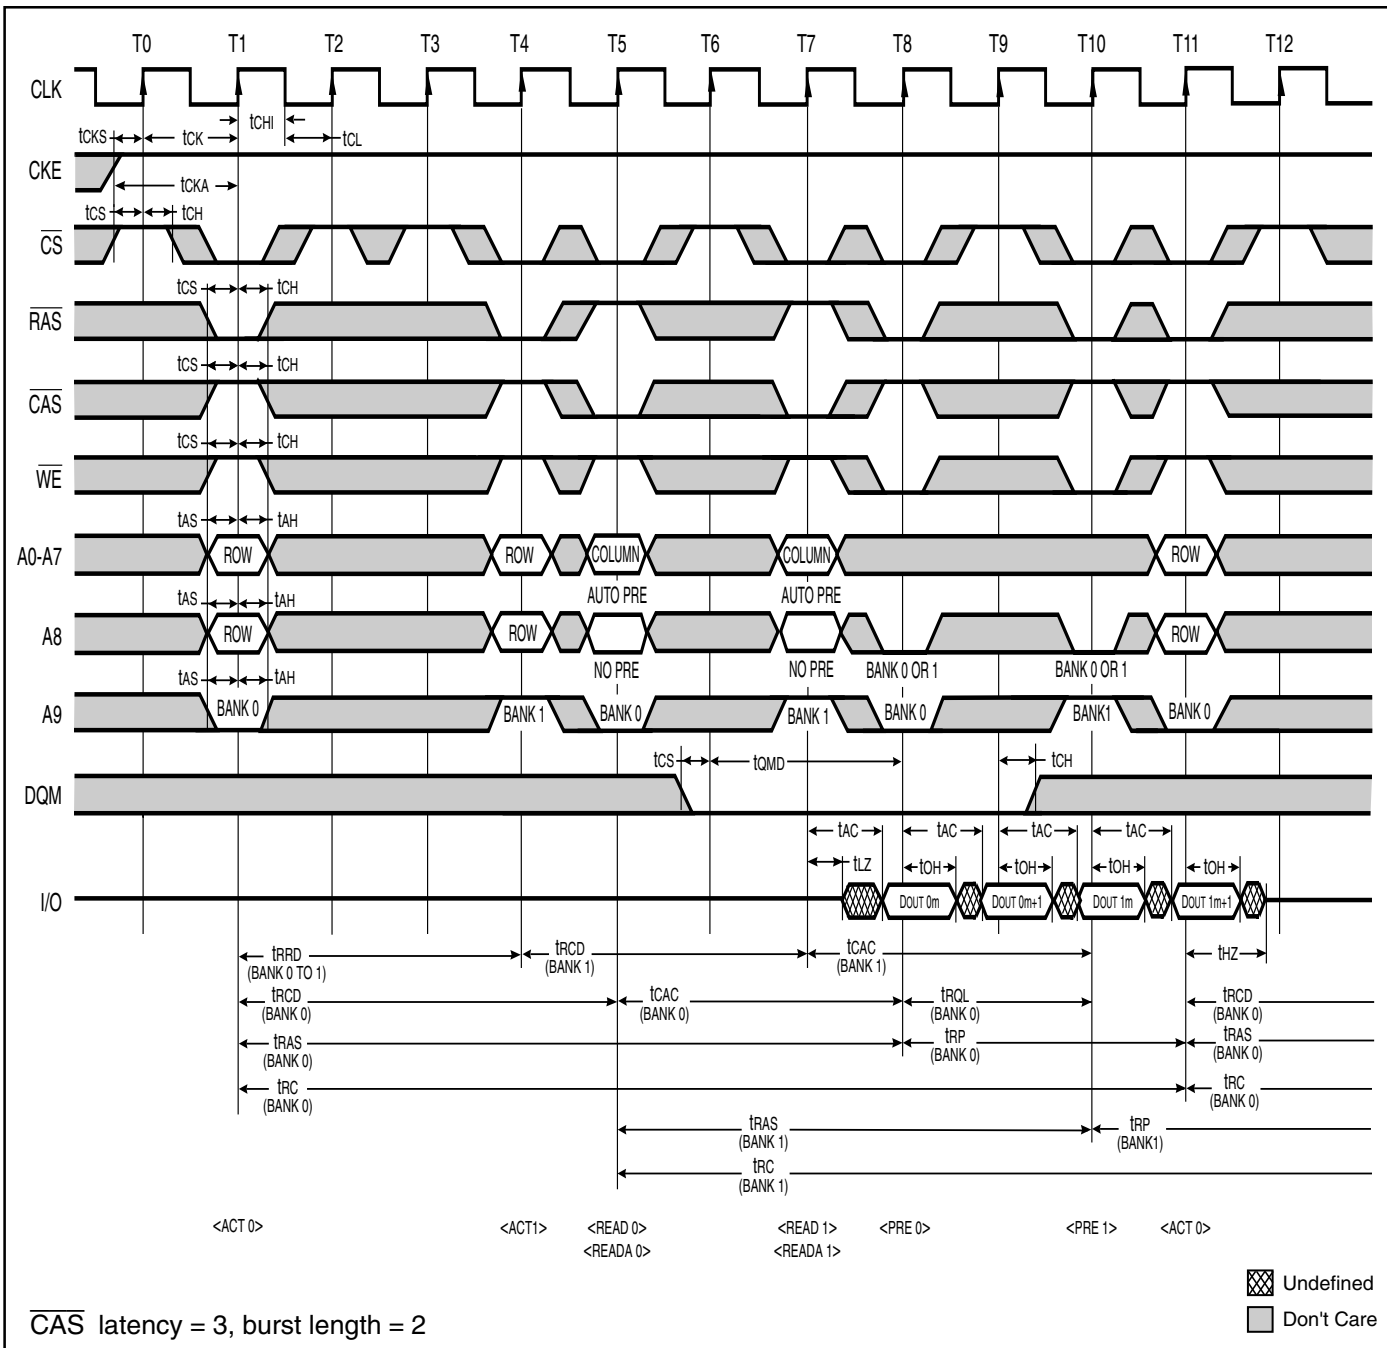 T0 T1 T2 T3 T4 T5 T6 T7 T8 T9 T10 T11 T12
CLK
tCHI
tCKS tCK tCL
CKE
tCKA
tCS tCH
CS
tCS tCH
RAS
tCS tCH
CAS
tCS tCH
WE
tAS tAH
A0-A7 ROW ROW COLUMN COLUMN ROW
AUTO PRE AUTO PRE
tAS tAH
A8 ROW ROW ROW
NO PRE NO PRE BANK 0 OR 1 BANK 0 OR 1
tAS tAH
A9 BANK 0 BANK 1 BANK 0 BANK 1 BANK 0 BANK1 BANK 0
tCS tQMD tCH
DQM
tAC tAC tAC tAC
tLZ tOH tOH tOH tOH
I/O DOUT 0m DOUT 0m+1 DOUT 1m DOUT 1m+1
tRRD tRCD tCAC tHZ
(BANK 0 TO 1) (BANK 1) (BANK 1)
tRCD tCAC tRQL tRCD
(BANK 0) (BANK 0) (BANK 0) (BANK 0)
tRAS tRP tRAS
(BANK 0) (BANK 0) (BANK 0)
tRC tRC
(BANK 0) (BANK 0)
tRAS tRP
(BANK 1) (BANK1)
tRC
(BANK 1)
<ACT 0> <ACT1> <READ 0> <READ 1> <PRE 0> <PRE 1> <ACT 0>
<READA 0> <READA 1>
Undefined
Don't Care
CAS latency = 3, burst length = 2